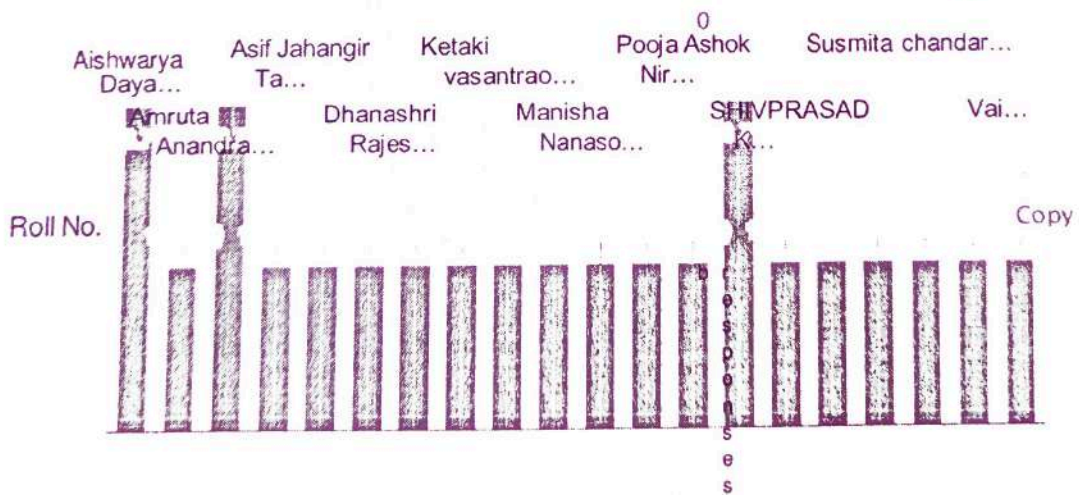 0
Aishwarya Daya...
Asif Jahangir Ta...
Ketaki vasantrao...
Pooja Ashok Nir...
Susmita chandar...
Amruta Anandra...
Dhanashri Rajes...
Manisha Nanaso...
SHIVPRASAD K...
Vai...
Roll No.
Copy
responses